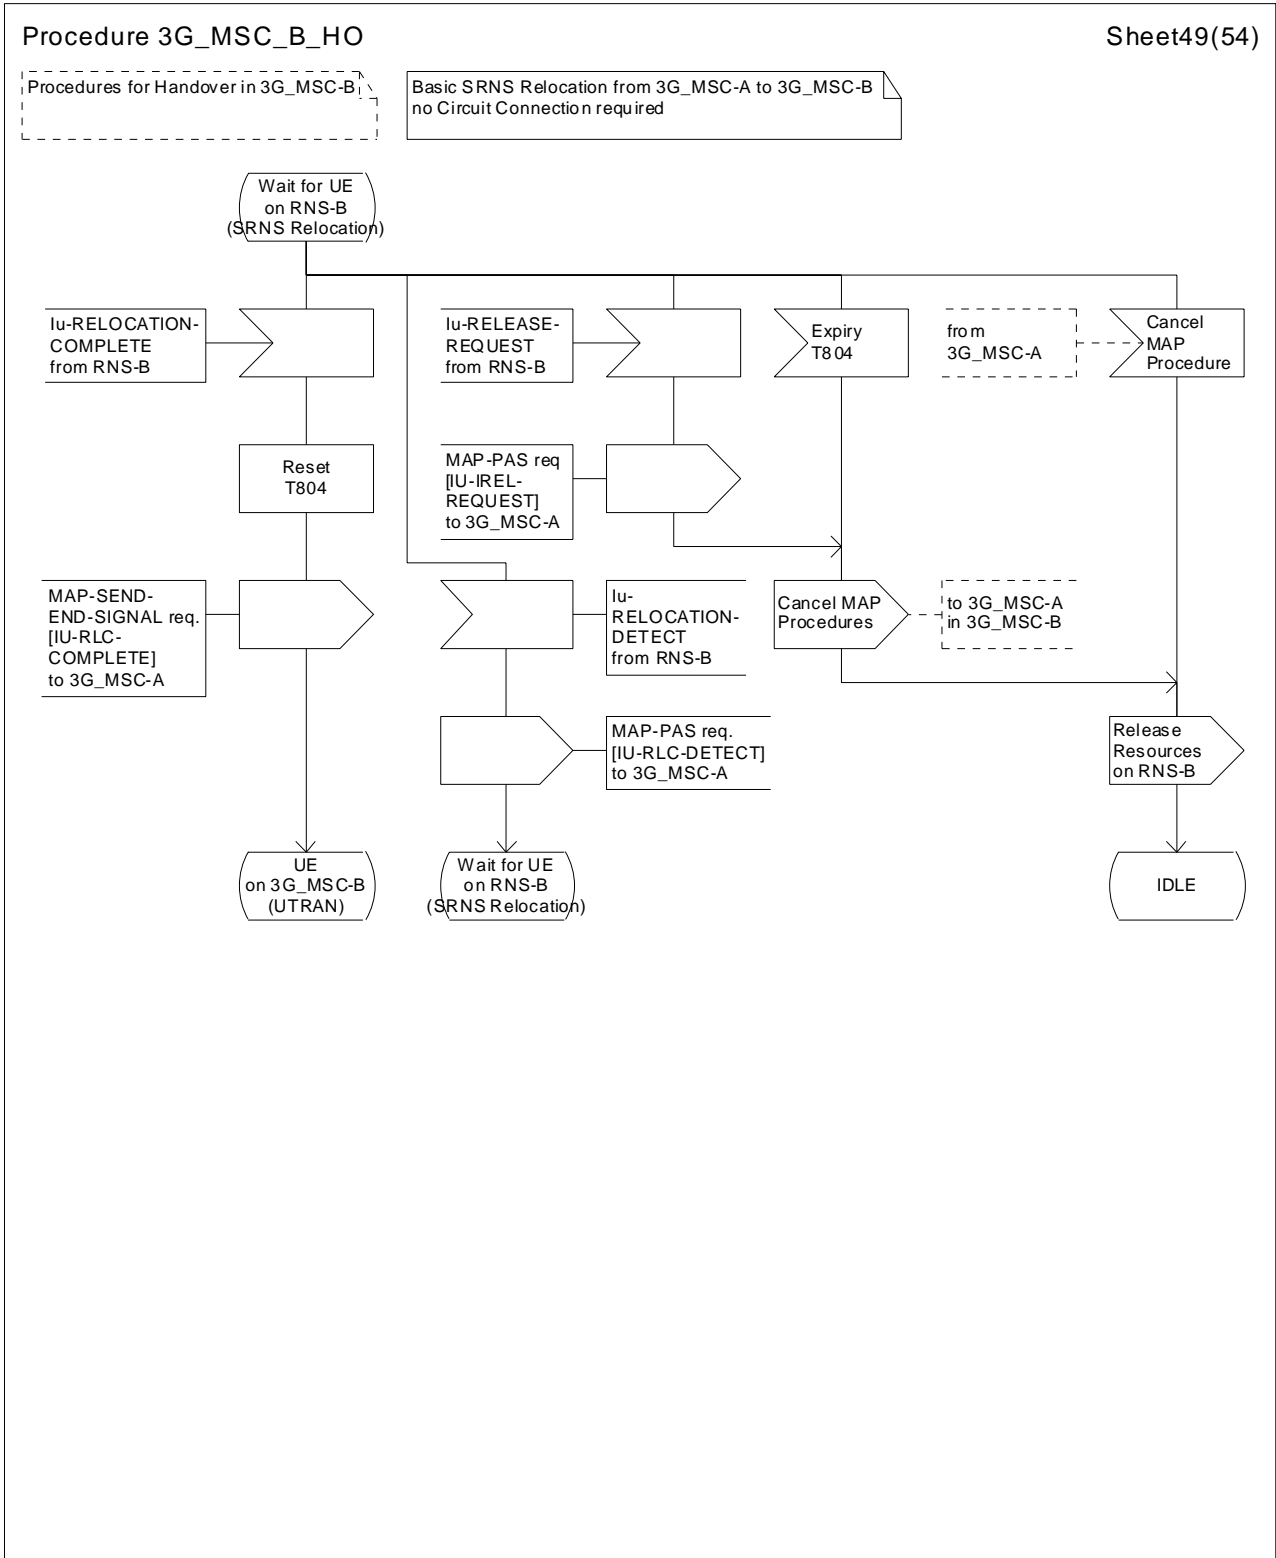 Procedure 3G_MSC_B_HO
Sheet49(54)
Procedures for Handover in 3G_MSC-B
Basic SRNS Relocation from 3G_MSC-A to 3G_MSC-B
no Circuit Connection required
Wait for UE
on RNS-B
(SRNS Relocation)
Iu-RELOCATION-
COMPLETE
from RNS-B
Iu-RELEASE-
REQUEST
from RNS-B
Expiry
T804
from
3G_MSC-A
Cancel
MAP
Procedure
Reset
T804
MAP-PAS req
[IU-IREL-
REQUEST]
to 3G_MSC-A
MAP-SEND-
END-SIGNAL req.
[IU-RLC-
COMPLETE]
to 3G_MSC-A
Iu-
RELOCATION-
DETECT
from RNS-B
Cancel MAP
Procedures
to 3G_MSC-A
in 3G_MSC-B
MAP-PAS req.
[IU-RLC-DETECT]
to 3G_MSC-A
Release
Resources
on RNS-B
UE
on 3G_MSC-B
(UTRAN)
Wait for UE
on RNS-B
(SRNS Relocation)
IDLE